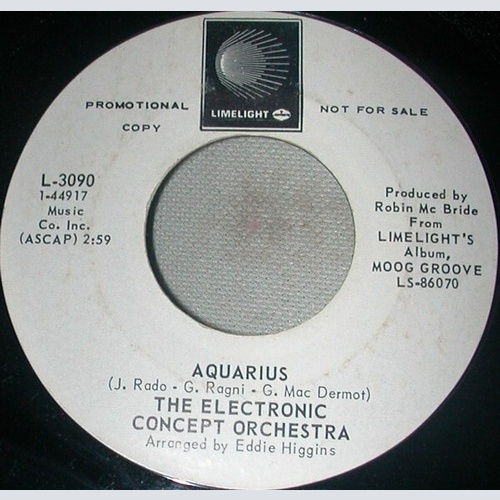 LIMELIGHT
PROMOTIONAL
COPY
NOT FOR SALE
L-3090
1-44917
Music
Co. Inc.
(ASCAP) 2:59
Produced by
Robin Mc Bride
From
LIMELIGHT'S
Album,
MOOG GROOVE
LS-86070
AQUARIUS
(J. Rado - G. Ragni - G. Mac Dermot)
THE ELECTRONIC
CONCEPT ORCHESTRA
Arranged by Eddie Higgins